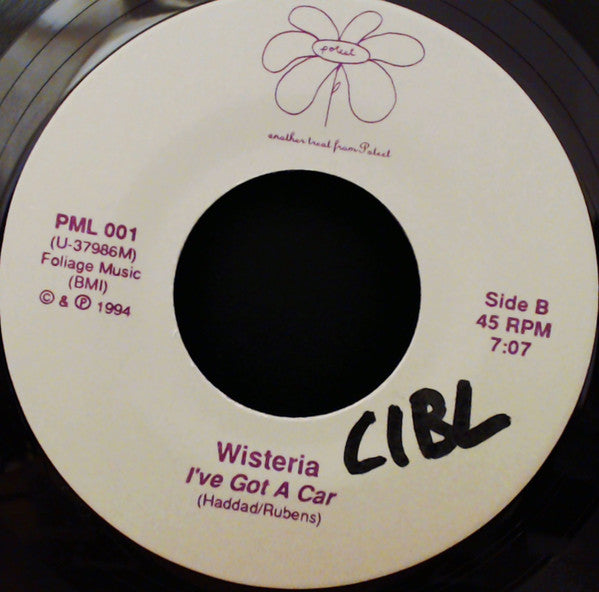 poteet
another treat from Poteet
PML 001
(U-37986M)
Foliage Music
(BMI)
© & ℗ 1994
Side B
45 RPM
7:07
CIBL
Wisteria
I've Got A Car
(Haddad/Rubens)